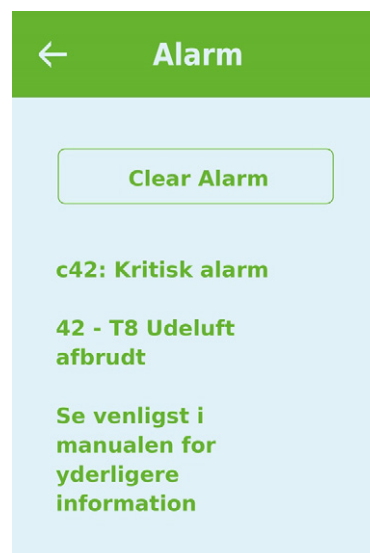 Alarm
Clear Alarm
c42: Kritisk alarm
42 - T8 Udeluft
afbrudt
Se venligst i
manualen for
yderligere
information